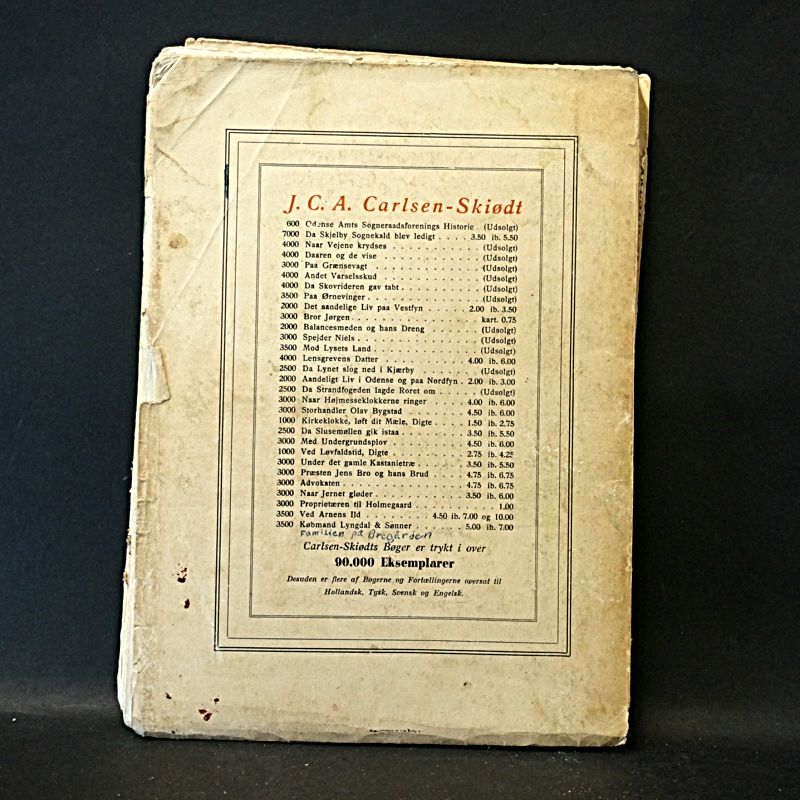 J. C. A. Carlsen-Skiødt
600 Odense Amts Sogneraadsforenings Historie . (Udsolgt)
7000 Da Skjelby Sognekald blev ledigt . . . . 3.50 ib. 5.50
4000 Naar Vejene krydses . . . . . . . . . . (Udsolgt)
4000 Daaren og de vise . . . . . . . . . . . (Udsolgt)
3000 Paa Grænsevagt . . . . . . . . . . . (Udsolgt)
4000 Andet Varselsskud . . . . . . . . . . . (Udsolgt)
4000 Da Skovrideren gav tabt . . . . . . . . . (Udsolgt)
3500 Paa Ørnevinger . . . . . . . . . . . . (Udsolgt)
2000 Det aandelige Liv paa Vestfyn . . . . . 2.00 ib. 3.50
3000 Bror Jørgen . . . . . . . . . . . . . kart. 0.75
2000 Balancesmeden og hans Dreng . . . . . . (Udsolgt)
3000 Spejder Niels . . . . . . . . . . . . . (Udsolgt)
3500 Mod Lysets Land . . . . . . . . . . . . (Udsolgt)
4000 Lensgrevens Datter . . . . . . . . . 4.00 ib. 6.00
2500 Da Lynet slog ned i Kjærby . . . . . . . (Udsolgt)
2000 Aandeligt Liv i Odense og paa Nordfyn . 2.00 ib. 3.00
2500 Da Strandfogeden lagde Roret om . . . . . (Udsolgt)
3000 Naar Højmesseklokkerne ringer . . . . 4.00 ib. 6.00
3000 Storhandler Olav Bygstad . . . . . . . 4.50 ib. 6.00
1000 Kirkeklokke, løft dit Mæle, Digte . . . . 1.50 ib. 2.75
2500 Da Slusemøllen gik istaa . . . . . . . . 3.50 ib. 5.50
3000 Med Undergrundsplov . . . . . . . . 4.50 ib. 6.00
1000 Ved Løvfaldstid, Digte . . . . . . . . 2.75 ib. 4.25
3000 Under det gamle Kastanietræ . . . . . . 3.50 ib. 5.50
3000 Præsten Jens Bro og hans Brud . . . . 4.75 ib. 6.75
3000 Advokaten . . . . . . . . . . . . . 4.75 ib. 6.75
3000 Naar Jernet gløder . . . . . . . . . 3.50 ib. 6.00
3000 Proprietæren til Holmegaard . . . . . . . . . 1.00
3500 Ved Arnens Ild . . . . . . . 4.50 ib. 7.00 og 10.00
3500 Købmand Lyngdal & Sønner . . . . . . 5.00 ib. 7.00
Familien på Bregården
Carlsen-Skiødts Bøger er trykt i over
90.000 Eksemplarer
Desuden er flere af Bøgerne og Fortællingerne oversat til
Hollandsk, Tysk, Svensk og Engelsk.